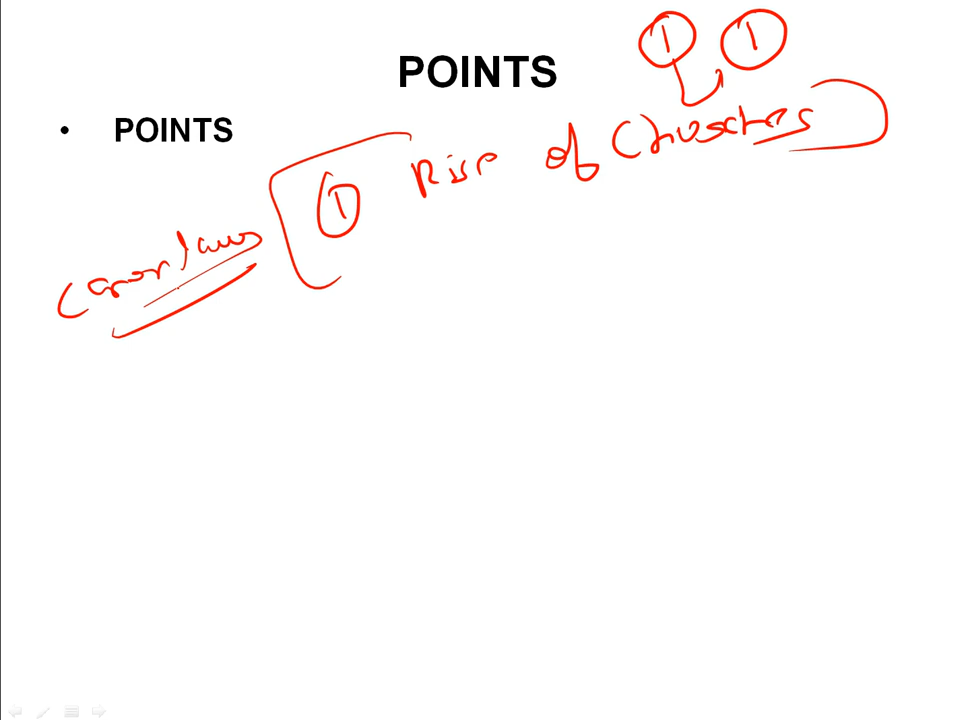 ① ①
POINTS
• POINTS
① Rise of Churches
Canon laws